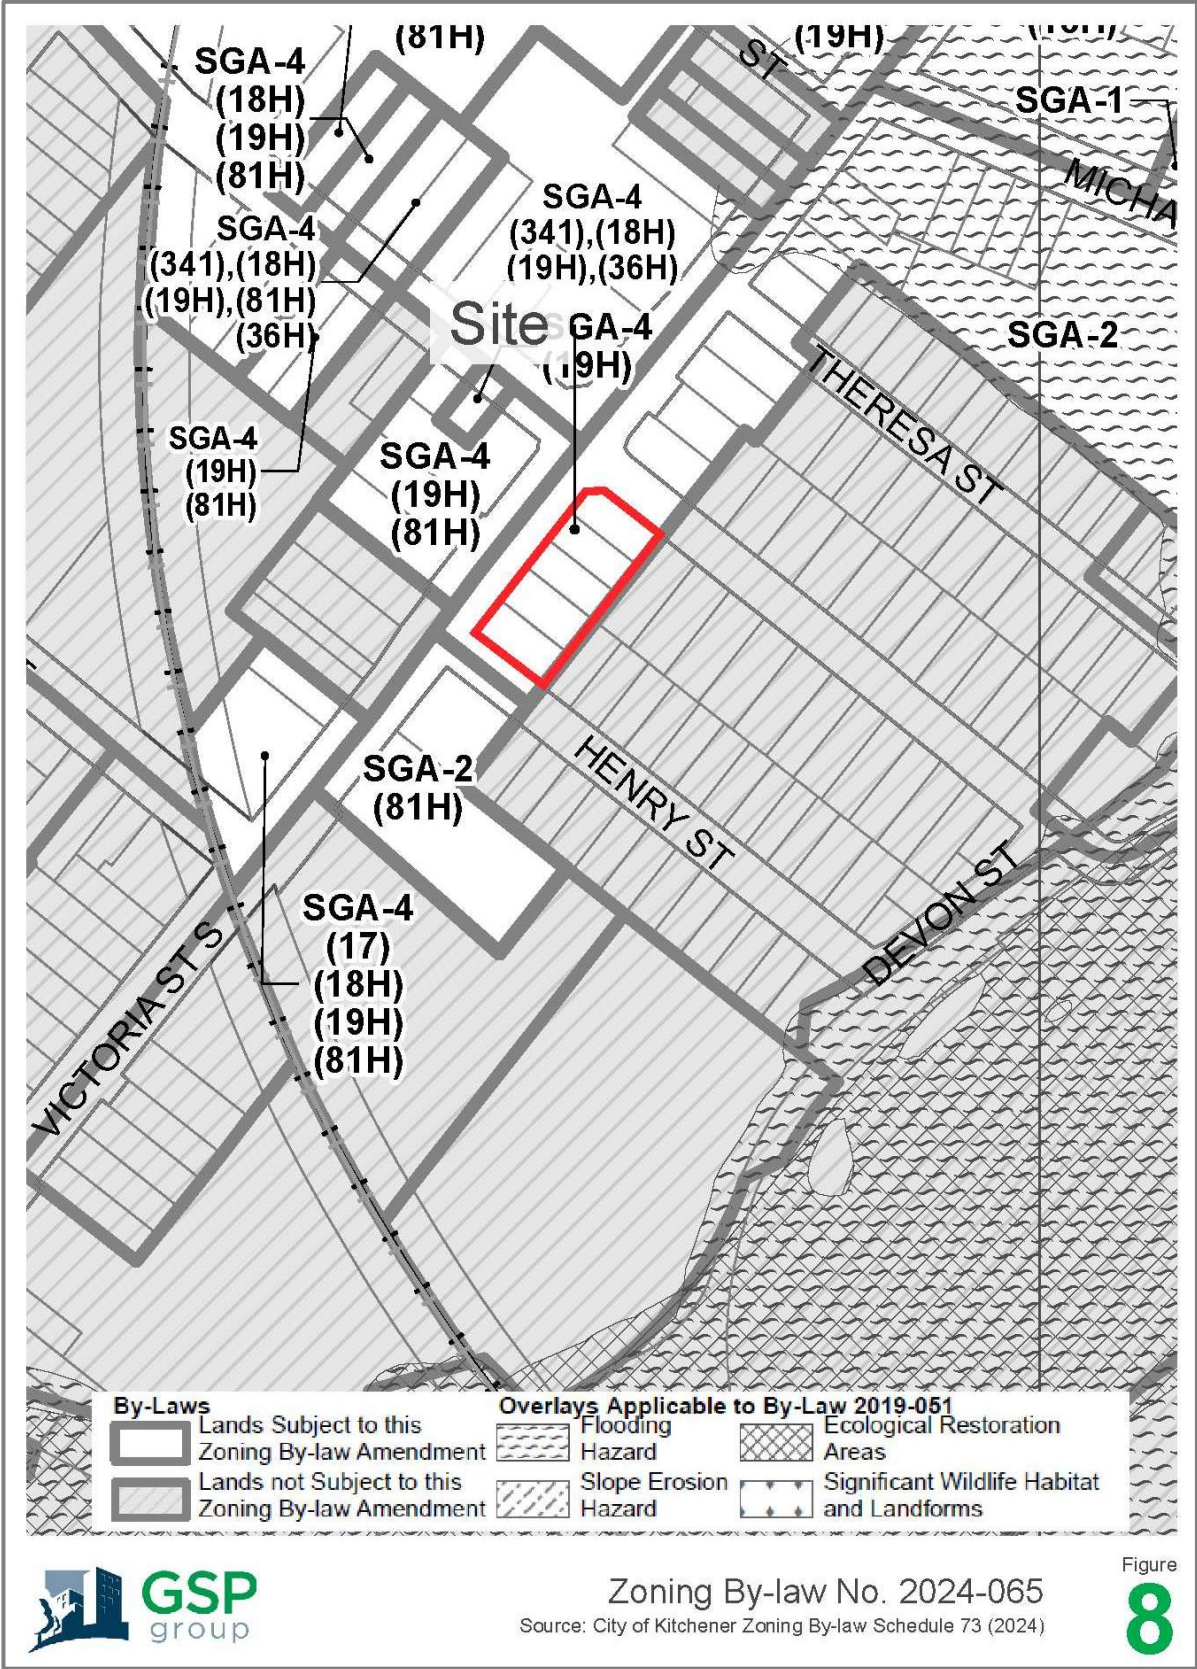 (81H)
(19H)
ST
SGA-4
(18H)
(19H)
(81H)
SGA-1
MICHA
SGA-4
(341),(18H)
(19H),(36H)
SGA-4
(341),(18H)
(19H),(81H)
(36H)
Site
GA-4
(19H)
SGA-2
THERESA ST
SGA-4
(19H)
(81H)
SGA-4
(19H)
(81H)
HENRY ST
SGA-2
(81H)
DEVON ST
SGA-4
(17)
(18H)
(19H)
(81H)
VICTORIA ST S
By-Laws
Lands Subject to this
Zoning By-law Amendment
Lands not Subject to this
Zoning By-law Amendment
Overlays Applicable to By-Law 2019-051
Flooding
Hazard
Slope Erosion
Hazard
Ecological Restoration
Areas
Significant Wildlife Habitat
and Landforms
GSP
group
Zoning By-law No. 2024-065
Source: City of Kitchener Zoning By-law Schedule 73 (2024)
Figure
8